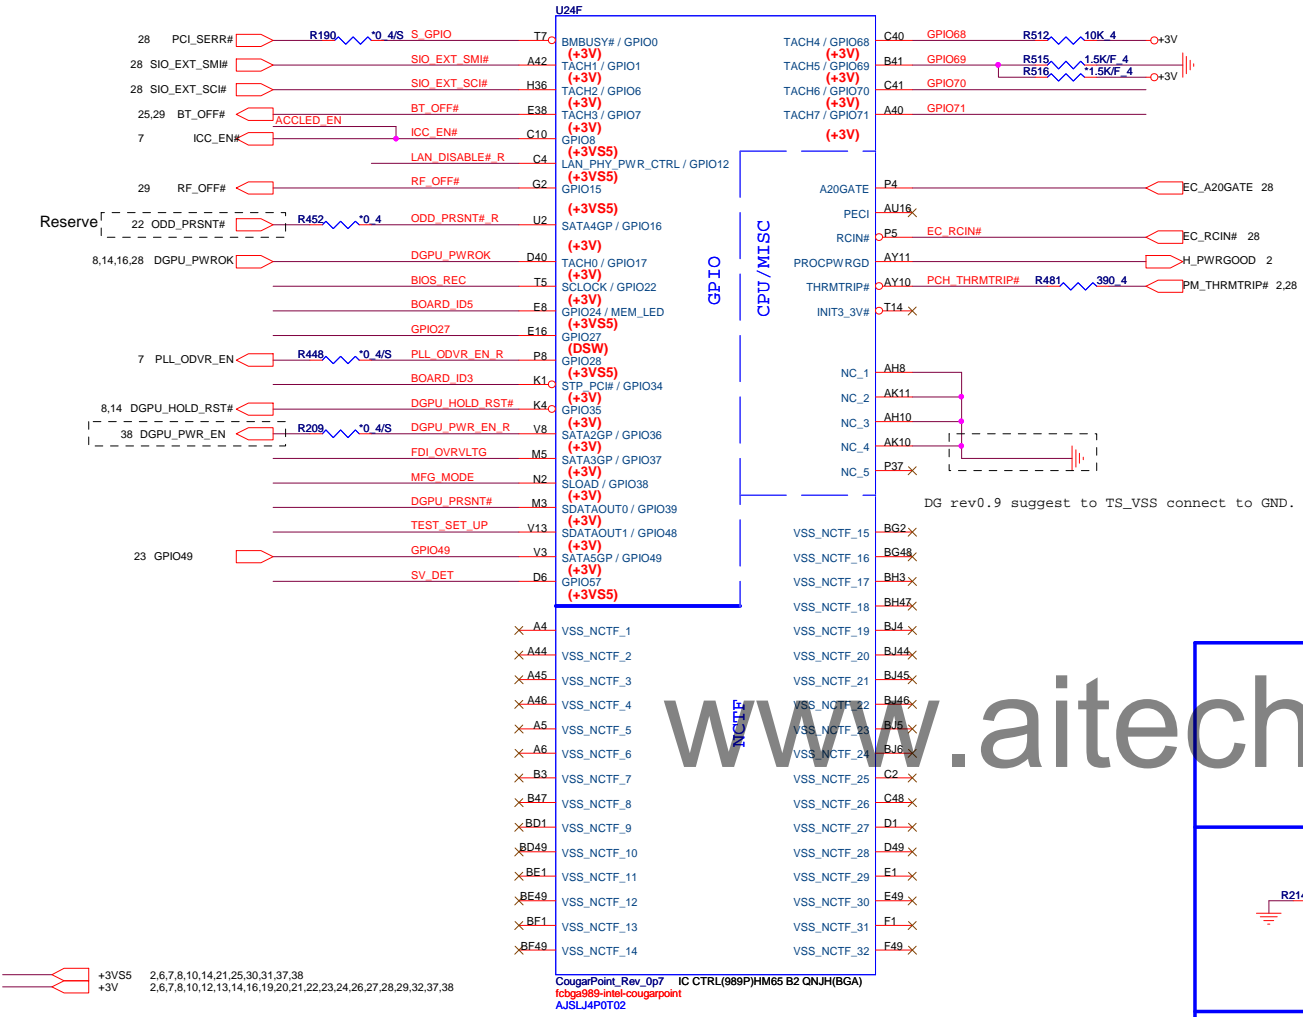 U24F
28 PCI_SERR# R190 *0_4/S S_GPIO T7 BMBUSY# / GPIO0
(+3V)
28 SIO_EXT_SMI# SIO_EXT_SMI# A42 TACH1 / GPIO1
(+3V)
28 SIO_EXT_SCI# SIO_EXT_SCI# H36 TACH2 / GPIO6
(+3V)
25,29 BT_OFF# BT_OFF# E38 TACH3 / GPIO7
(+3V)
ACCLED_EN
7 ICC_EN# ICC_EN# C10 GPIO8
(+3VS5)
LAN_DISABLE#_R C4 LAN_PHY_PWR_CTRL / GPIO12
(+3VS5)
29 RF_OFF# RF_OFF# G2 GPIO15
(+3VS5)
Reserve 22 ODD_PRSNT# R452 *0_4 ODD_PRSNT#_R U2 SATA4GP / GPIO16
(+3V)
8,14,16,28 DGPU_PWROK DGPU_PWROK D40 TACH0 / GPIO17
(+3V)
BIOS_REC T5 SCLOCK / GPIO22
(+3V)
BOARD_ID5 E8 GPIO24 / MEM_LED
(+3VS5)
GPIO27 E16 GPIO27
(DSW)
7 PLL_ODVR_EN R448 *0_4/S PLL_ODVR_EN_R P8 GPIO28
(+3VS5)
BOARD_ID3 K1 STP_PCI# / GPIO34
(+3V)
8,14 DGPU_HOLD_RST# DGPU_HOLD_RST# K4 GPIO35
(+3V)
38 DGPU_PWR_EN R209 *0_4/S DGPU_PWR_EN_R V8 SATA2GP / GPIO36
(+3V)
FDI_OVRVLTG M5 SATA3GP / GPIO37
(+3V)
MFG_MODE N2 SLOAD / GPIO38
(+3V)
DGPU_PRSNT# M3 SDATAOUT0 / GPIO39
(+3V)
TEST_SET_UP V13 SDATAOUT1 / GPIO48
(+3V)
23 GPIO49 GPIO49 V3 SATA5GP / GPIO49
(+3V)
SV_DET D6 GPIO57
(+3VS5)
A4 VSS_NCTF_1
A44 VSS_NCTF_2
A45 VSS_NCTF_3
A46 VSS_NCTF_4
A5 VSS_NCTF_5
A6 VSS_NCTF_6
B3 VSS_NCTF_7
B47 VSS_NCTF_8
BD1 VSS_NCTF_9
BD49 VSS_NCTF_10
BE1 VSS_NCTF_11
BE49 VSS_NCTF_12
BF1 VSS_NCTF_13
BF49 VSS_NCTF_14
GPIO
CPU/MISC
NCTF
TACH4 / GPIO68 C40 GPIO68 R512 10K_4 +3V
(+3V)
TACH5 / GPIO69 B41 GPIO69 R515 1.5K/F_4
(+3V) R516 *1.5K/F_4 +3V
TACH6 / GPIO70 C41 GPIO70
(+3V)
TACH7 / GPIO71 A40 GPIO71
(+3V)
A20GATE P4 EC_A20GATE 28
PECI AU16
RCIN# P5 EC_RCIN# EC_RCIN# 28
PROCPWRGD AY11 H_PWRGOOD 2
THRMTRIP# AY10 PCH_THRMTRIP# R481 390_4 PM_THRMTRIP# 2,28
INIT3_3V# T14
NC_1 AH8
NC_2 AK11
NC_3 AH10
NC_4 AK10
NC_5 P37
DG rev0.9 suggest to TS_VSS connect to GND.
VSS_NCTF_15 BG2
VSS_NCTF_16 BG48
VSS_NCTF_17 BH3
VSS_NCTF_18 BH47
VSS_NCTF_19 BJ4
VSS_NCTF_20 BJ44
VSS_NCTF_21 BJ45
VSS_NCTF_22 BJ46
VSS_NCTF_23 BJ5
VSS_NCTF_24 BJ6
VSS_NCTF_25 C2
VSS_NCTF_26 C48
VSS_NCTF_27 D1
VSS_NCTF_28 D49
VSS_NCTF_29 E1
VSS_NCTF_30 E49
VSS_NCTF_31 F1
VSS_NCTF_32 F49
www.aitech
R214
+3VS5 2,6,7,8,10,14,21,25,30,31,37,38
+3V 2,6,7,8,10,12,13,14,16,19,20,21,22,23,24,26,27,28,29,32,37,38
CougarPoint_Rev_0p7 IC CTRL(989P)HM65 B2 QNJH(BGA)
fcbga989-intel-cougarpoint
AJSLJ4P0T02